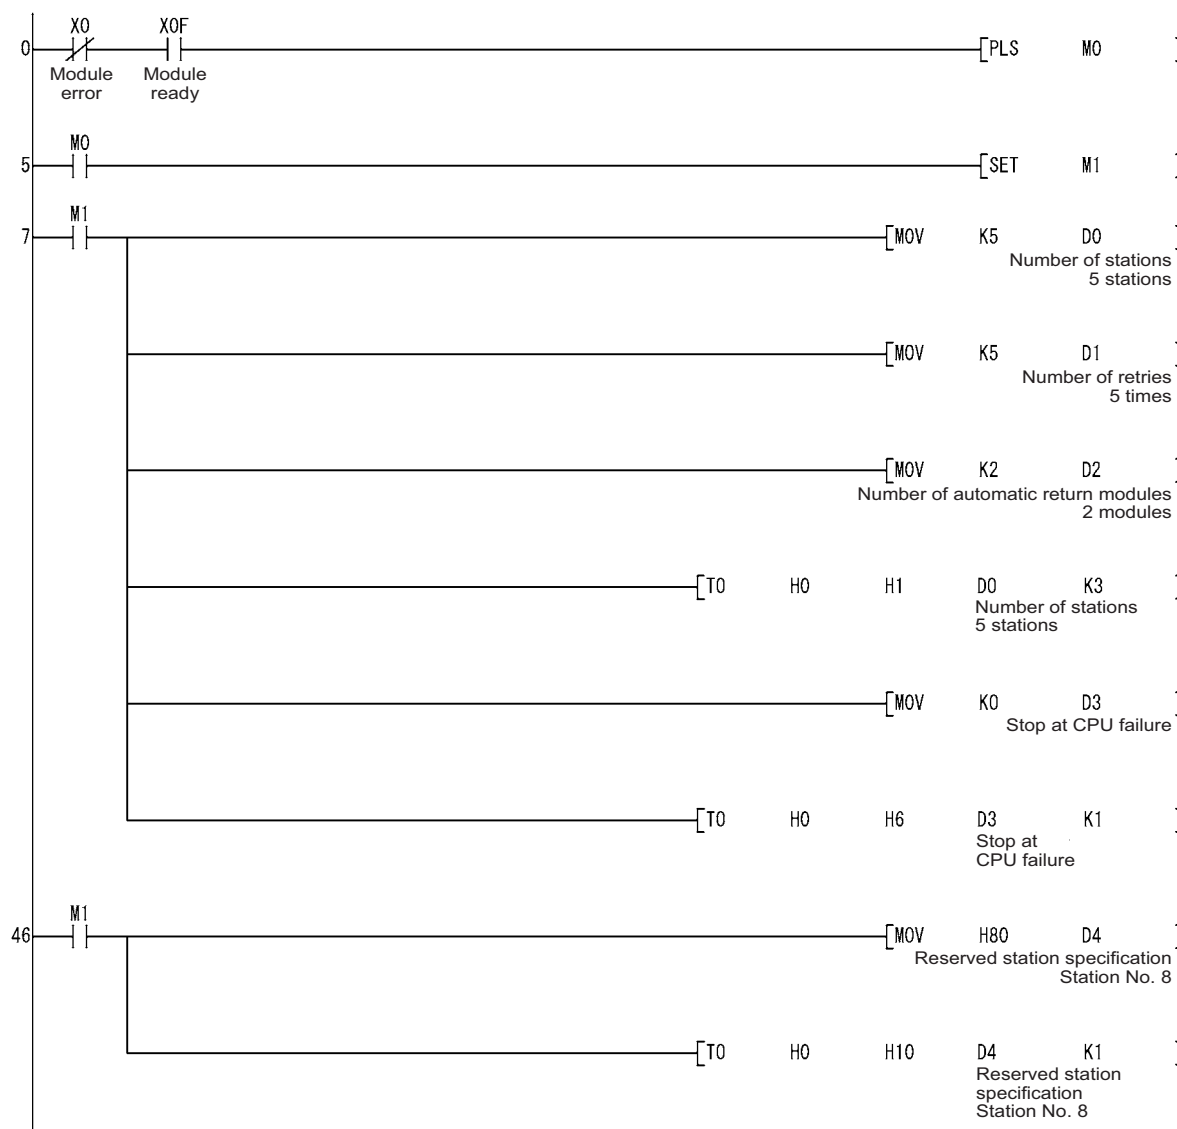 X0 X0F
0 [PLS M0 ]
Module Module
error ready
M0
5 [SET M1 ]
M1
7 [MOV K5 D0 ]
Number of stations
5 stations
[MOV K5 D1 ]
Number of retries
5 times
[MOV K2 D2 ]
Number of automatic return modules
2 modules
[TO H0 H1 D0 K3 ]
Number of stations
5 stations
[MOV K0 D3 ]
Stop at CPU failure
[TO H0 H6 D3 K1 ]
Stop at
CPU failure
M1
46 [MOV H80 D4 ]
Reserved station specification
Station No. 8
[TO H0 H10 D4 K1 ]
Reserved station
specification
Station No. 8